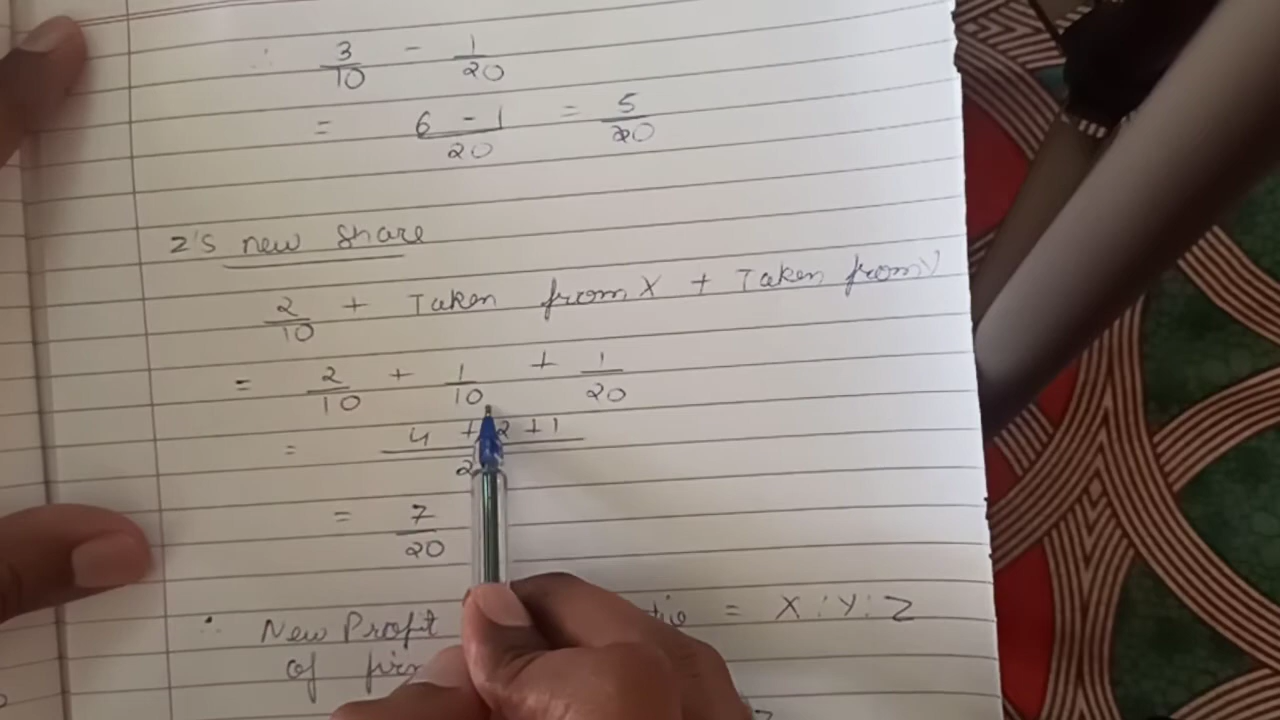 3/10 - 1/20
= 6 - 1/20 = 5/20
Z's new share
2/10 + Taken from X + Taken from Y
= 2/10 + 1/10 + 1/20
= 4 + 2 + 1/2
= 7/20
∴ New Profit = X : Y : Z
of